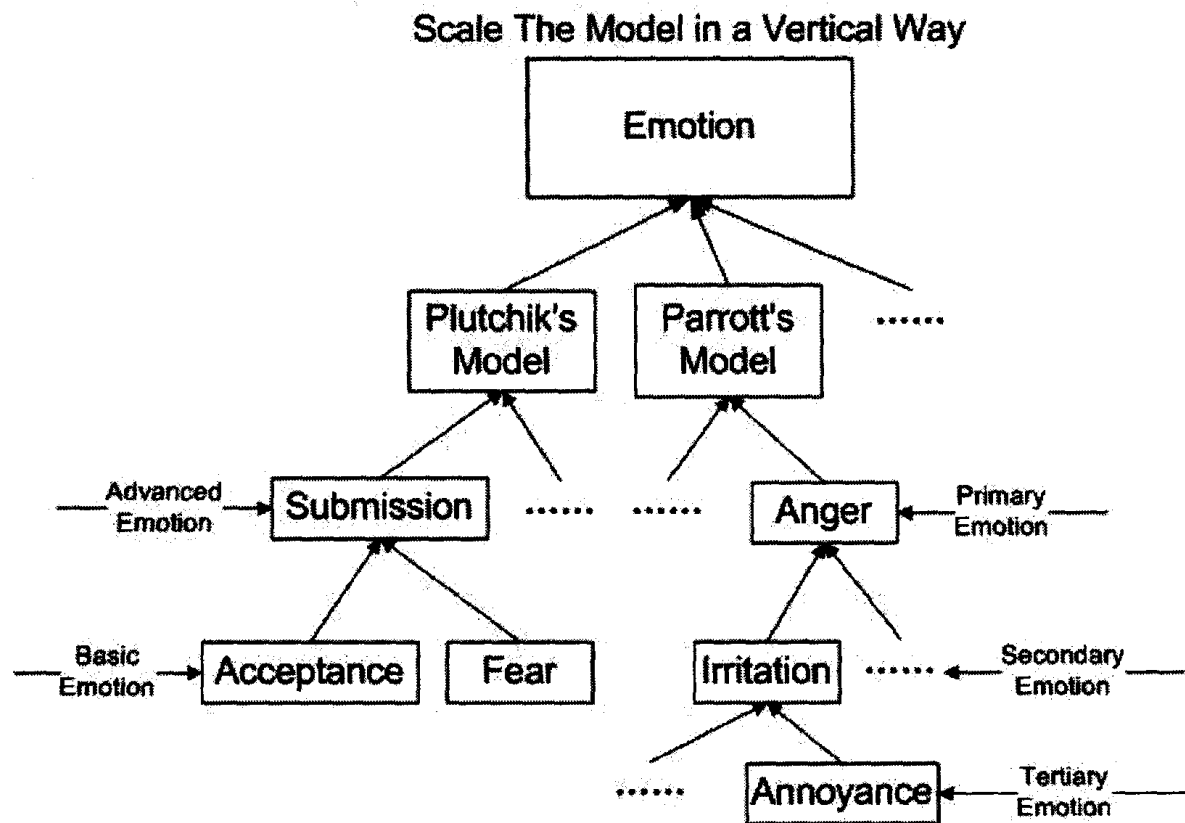 Scale The Model in a Vertical Way
Emotion
Plutchik's
Model
Parrott's
Model
......
Advanced
Emotion
Submission
......
......
Anger
Primary
Emotion
Basic
Emotion
Acceptance
Fear
Irritation
......
Secondary
Emotion
......
Annoyance
Tertiary
Emotion